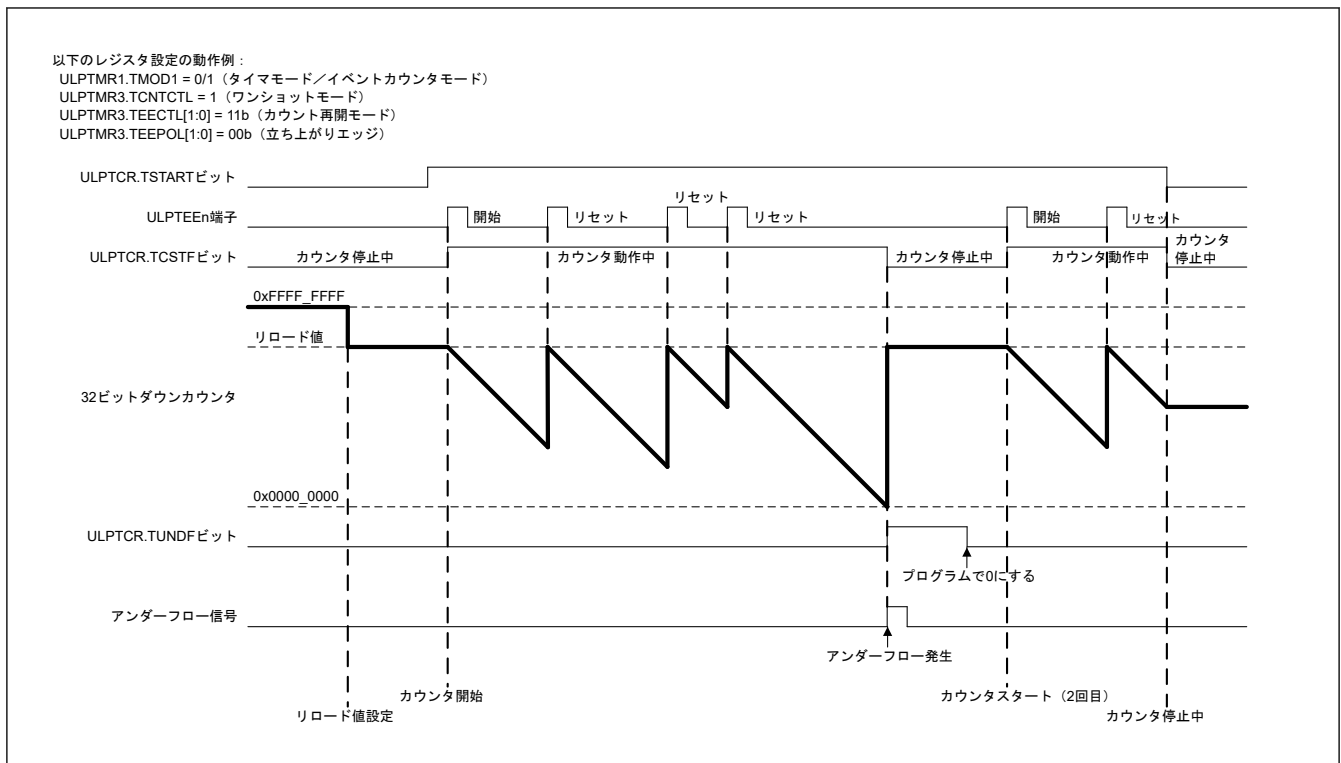 以下のレジスタ設定の動作例：
ULPTMR1.TMOD1 = 0/1（タイマモード／イベントカウンタモード）
ULPTMR3.TCNTCTL = 1（ワンショットモード）
ULPTMR3.TEECTL[1:0] = 11b（カウント再開モード）
ULPTMR3.TEEPOL[1:0] = 00b（立ち上がりエッジ）
ULPTCR.TSTARTビット
リセット
ULPTEEn端子
開始
リセット
リセット
開始
リセット
ULPTCR.TCSTFビット
カウンタ停止中
カウンタ動作中
カウンタ停止中
カウンタ動作中
カウンタ
停止中
0xFFFF_FFFF
リロード値
32ビットダウンカウンタ
0x0000_0000
ULPTCR.TUNDFビット
プログラムで0にする
アンダーフロー信号
アンダーフロー発生
カウンタ開始
カウンタスタート（2回目）
リロード値設定
カウンタ停止中